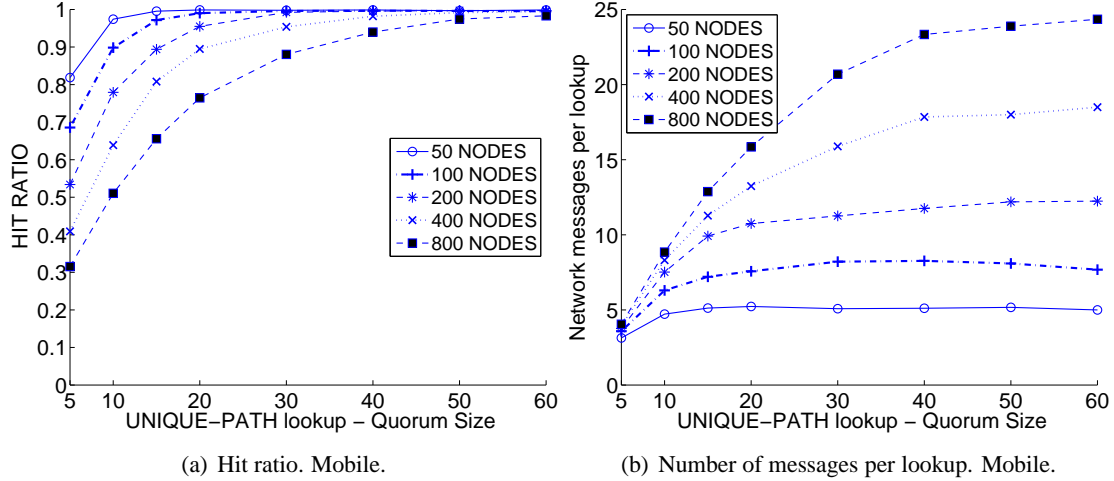 1
0.9
0.8
0.7
0.6
0.5
0.4
0.3
0.2
0.1
0
HIT RATIO
5 10 15 20 30 40 50 60
UNIQUE−PATH lookup − Quorum Size
50 NODES
100 NODES
200 NODES
400 NODES
800 NODES
(a) Hit ratio. Mobile.
25
20
15
10
5
0
Network messages per lookup
5 10 15 20 30 40 50 60
UNIQUE−PATH lookup − Quorum Size
50 NODES
100 NODES
200 NODES
400 NODES
800 NODES
(b) Number of messages per lookup. Mobile.